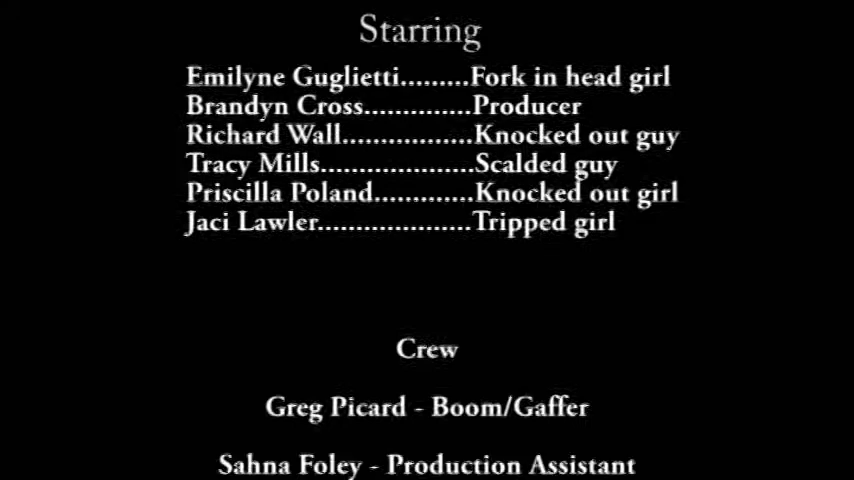 Starring
Emilyne Guglietti.........Fork in head girl
Brandyn Cross..............Producer
Richard Wall.................Knocked out guy
Tracy Mills....................Scalded guy
Priscilla Poland.............Knocked out girl
Jaci Lawler....................Tripped girl
Crew
Greg Picard - Boom/Gaffer
Sahna Foley - Production Assistant